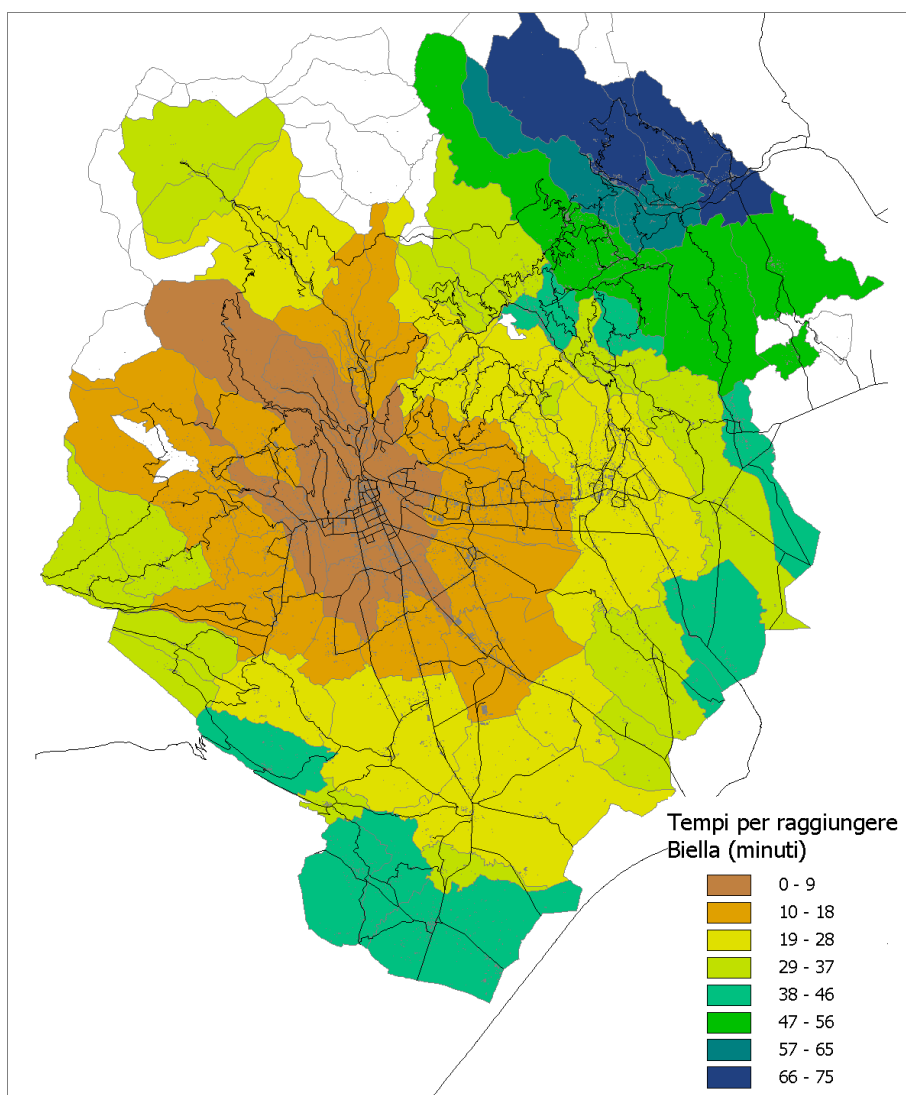 Tempi per raggiungere
Biella (minuti)
0 - 9
10 - 18
19 - 28
29 - 37
38 - 46
47 - 56
57 - 65
66 - 75